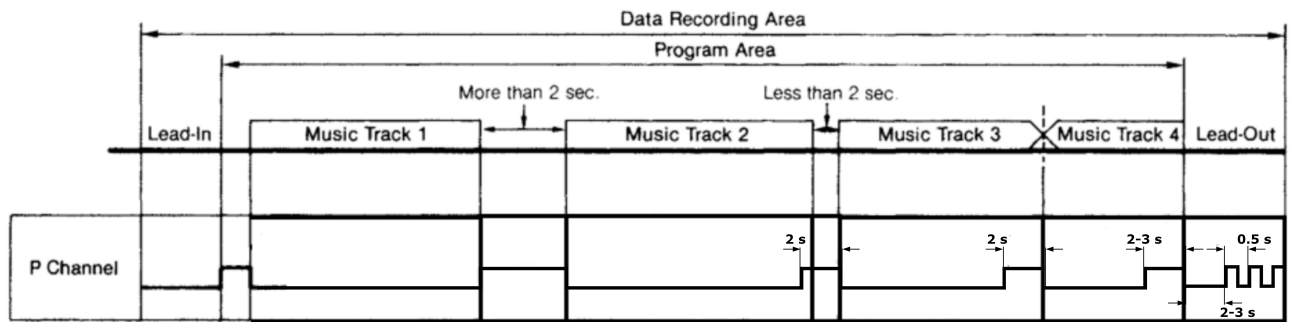 Data Recording Area
Program Area
More than 2 sec.
Less than 2 sec.
Lead-In
Music Track 1
Music Track 2
Music Track 3
Music Track 4
Lead-Out
P Channel
2 s
2 s
2-3 s
0.5 s
2-3 s